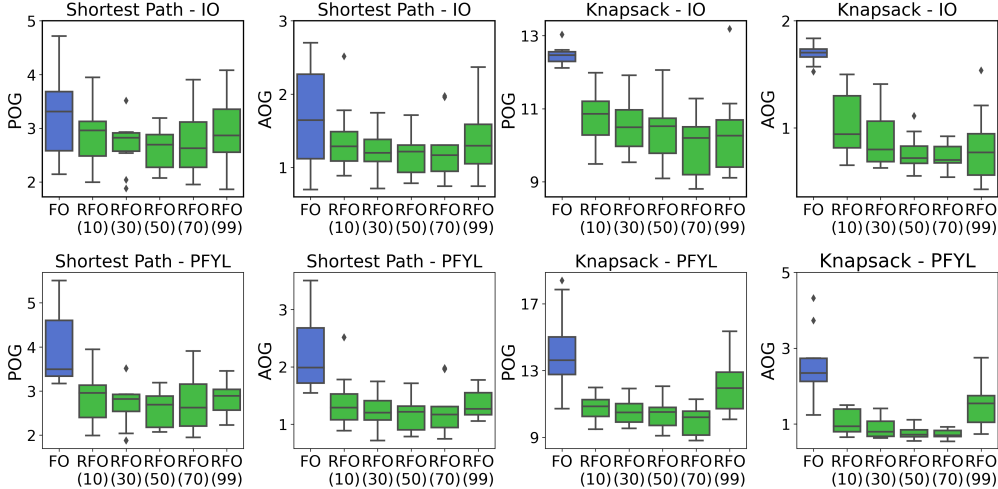 Shortest Path - IO
POG
5
4
3
2
FO RFO RFO RFO RFO RFO
(10) (30) (50) (70) (99)
Shortest Path - IO
AOG
3
2
1
FO RFO RFO RFO RFO RFO
(10) (30) (50) (70) (99)
Knapsack - IO
POG
13
11
9
FO RFO RFO RFO RFO RFO
(10) (30) (50) (70) (99)
Knapsack - IO
AOG
2
1
FO RFO RFO RFO RFO RFO
(10) (30) (50) (70) (99)
Shortest Path - PFYL
POG
5
4
3
2
FO RFO RFO RFO RFO RFO
(10) (30) (50) (70) (99)
Shortest Path - PFYL
AOG
3
2
1
FO RFO RFO RFO RFO RFO
(10) (30) (50) (70) (99)
Knapsack - PFYL
POG
17
13
9
FO RFO RFO RFO RFO RFO
(10) (30) (50) (70) (99)
Knapsack - PFYL
AOG
5
3
1
FO RFO RFO RFO RFO RFO
(10) (30) (50) (70) (99)